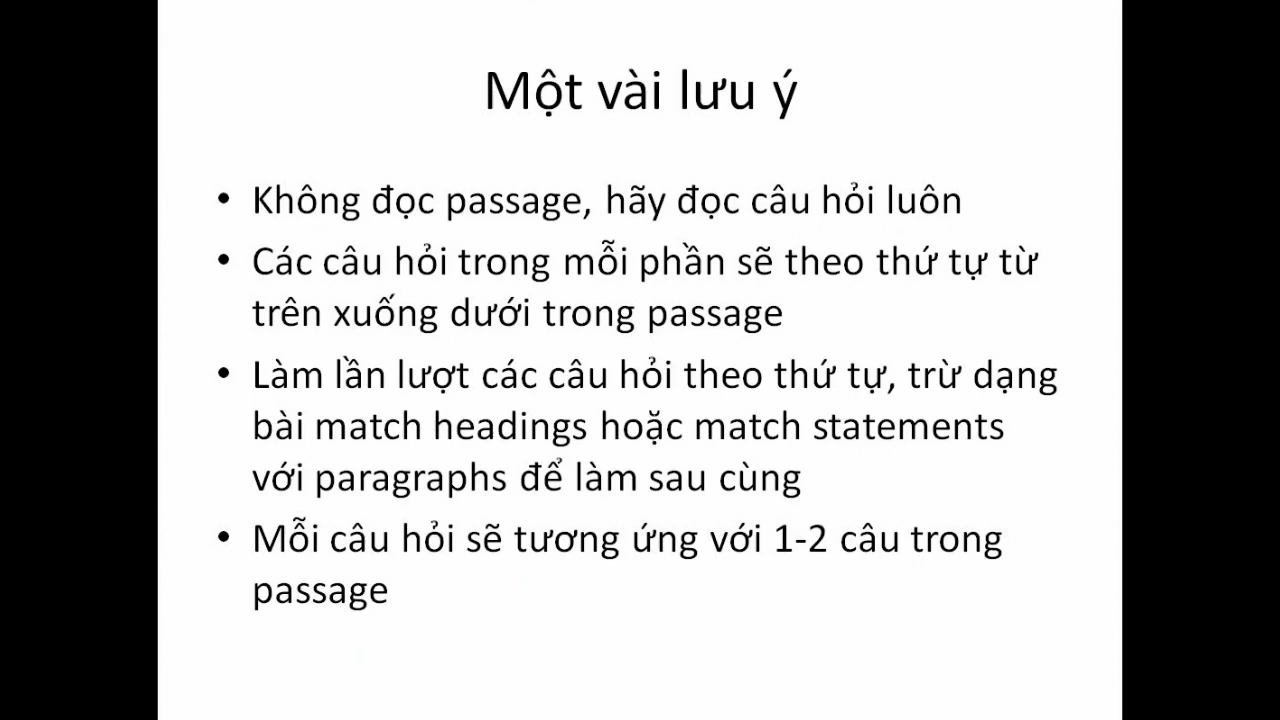 Một vài lưu ý
• Không đọc passage, hãy đọc câu hỏi luôn
• Các câu hỏi trong mỗi phần sẽ theo thứ tự từ
trên xuống dưới trong passage
• Làm lần lượt các câu hỏi theo thứ tự, trừ dạng
bài match headings hoặc match statements
với paragraphs để làm sau cùng
• Mỗi câu hỏi sẽ tương ứng với 1-2 câu trong
passage